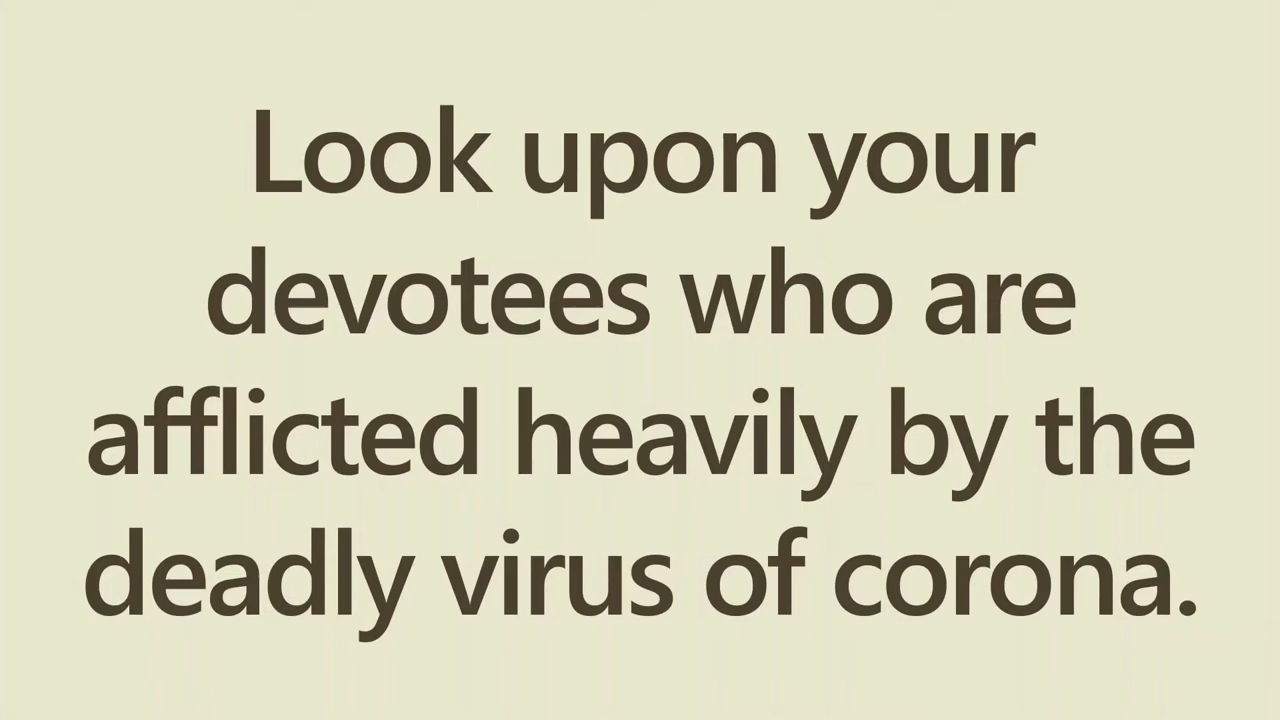 Look upon your
devotees who are
afflicted heavily by the
deadly virus of corona.